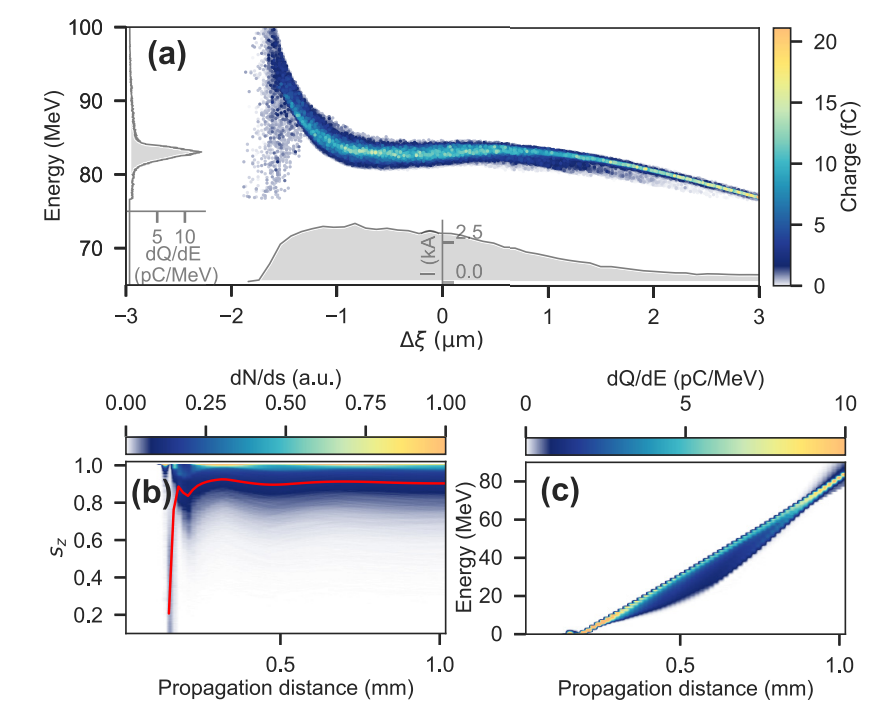 100
90
80
70
Energy (MeV)
(a)
5 10
dQ/dE
(pC/MeV)
I (kA
2.5
0.0
−3 −2 −1 0 1 2 3
Δξ (μm)
20
15
10
5
0
Charge (fC)
dN/ds (a.u.)
0.00 0.25 0.50 0.75 1.00
1.0
0.8
0.6
0.4
0.2
s_z
(b)
0.5 1.0
Propagation distance (mm)
dQ/dE (pC/MeV)
0 5 10
80
60
40
20
0
Energy (MeV)
(c)
0.5 1.0
Propagation distance (mm)